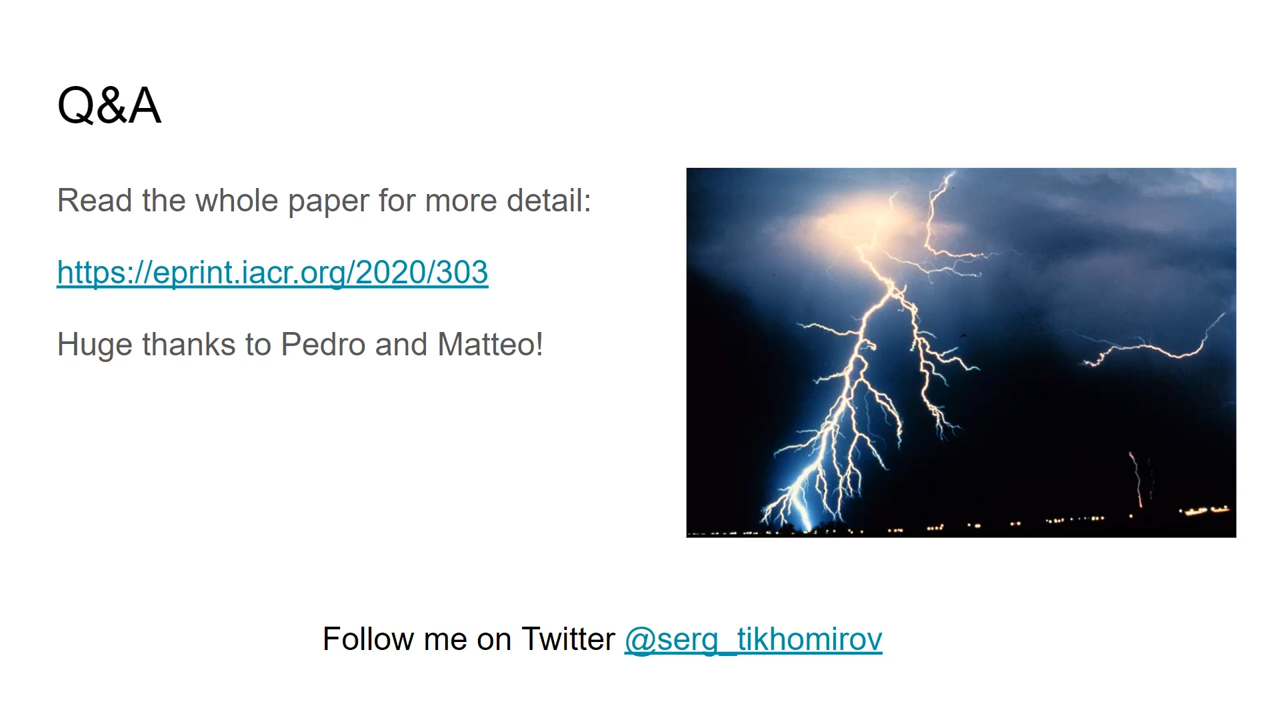 Q&A
Read the whole paper for more detail:
https://eprint.iacr.org/2020/303
Huge thanks to Pedro and Matteo!
Follow me on Twitter @serg_tikhomirov